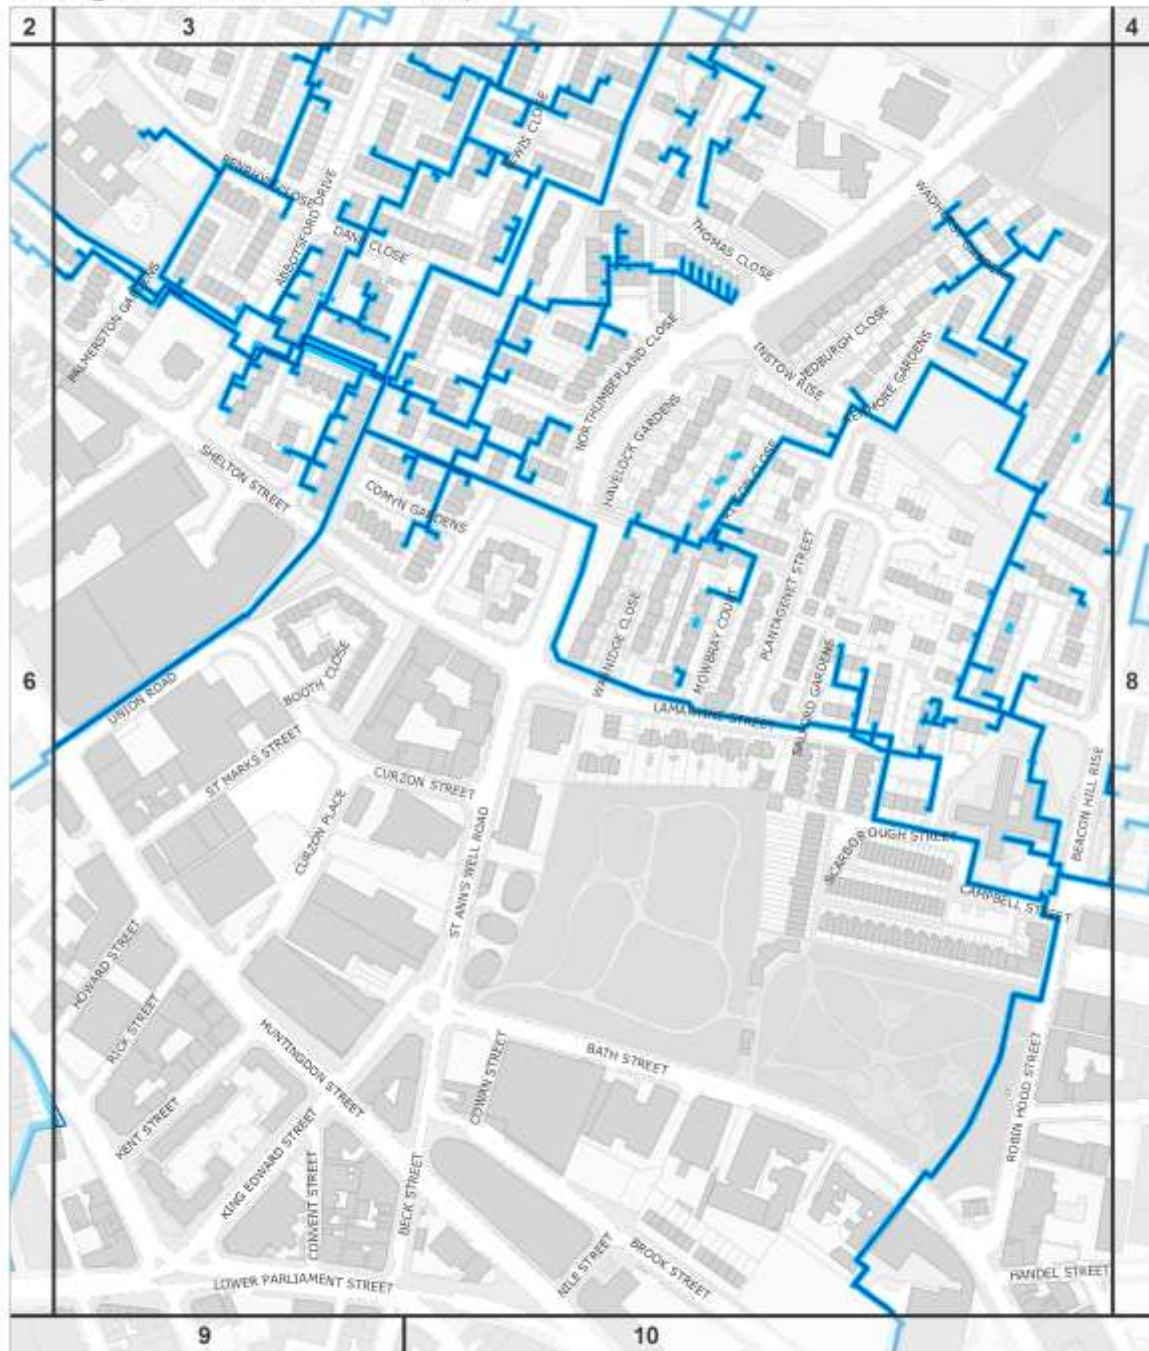 2
3
4
LEWIS CLOSE
ABBOTSFORD DRIVE
DANE CLOSE
THOMAS CLOSE
PALMERSTON GARDENS
NORTHUMBERLAND CLOSE
JEDBURGH CLOSE
INSTOW RISE
HAVELOCK GARDENS
SHELTON STREET
COMYN GARDENS
PLANTAGENET STREET
MOWBRAY COURT
6
8
UNION ROAD
BOOTH CLOSE
LAMARTINE STREET
ST MARKS STREET
CURZON STREET
CURZON PLACE
ST ANN'S WELL ROAD
BEACON HILL RISE
SCARBOROUGH STREET
CAMPBELL STREET
HOWARD STREET
RICK STREET
HUNTINGDON STREET
BATH STREET
COWAN STREET
ROBIN HOOD STREET
KENT STREET
KING EDWARD STREET
CONVENT STREET
BECK STREET
NILE STREET
BROOK STREET
HANDEL STREET
LOWER PARLIAMENT STREET
9
10